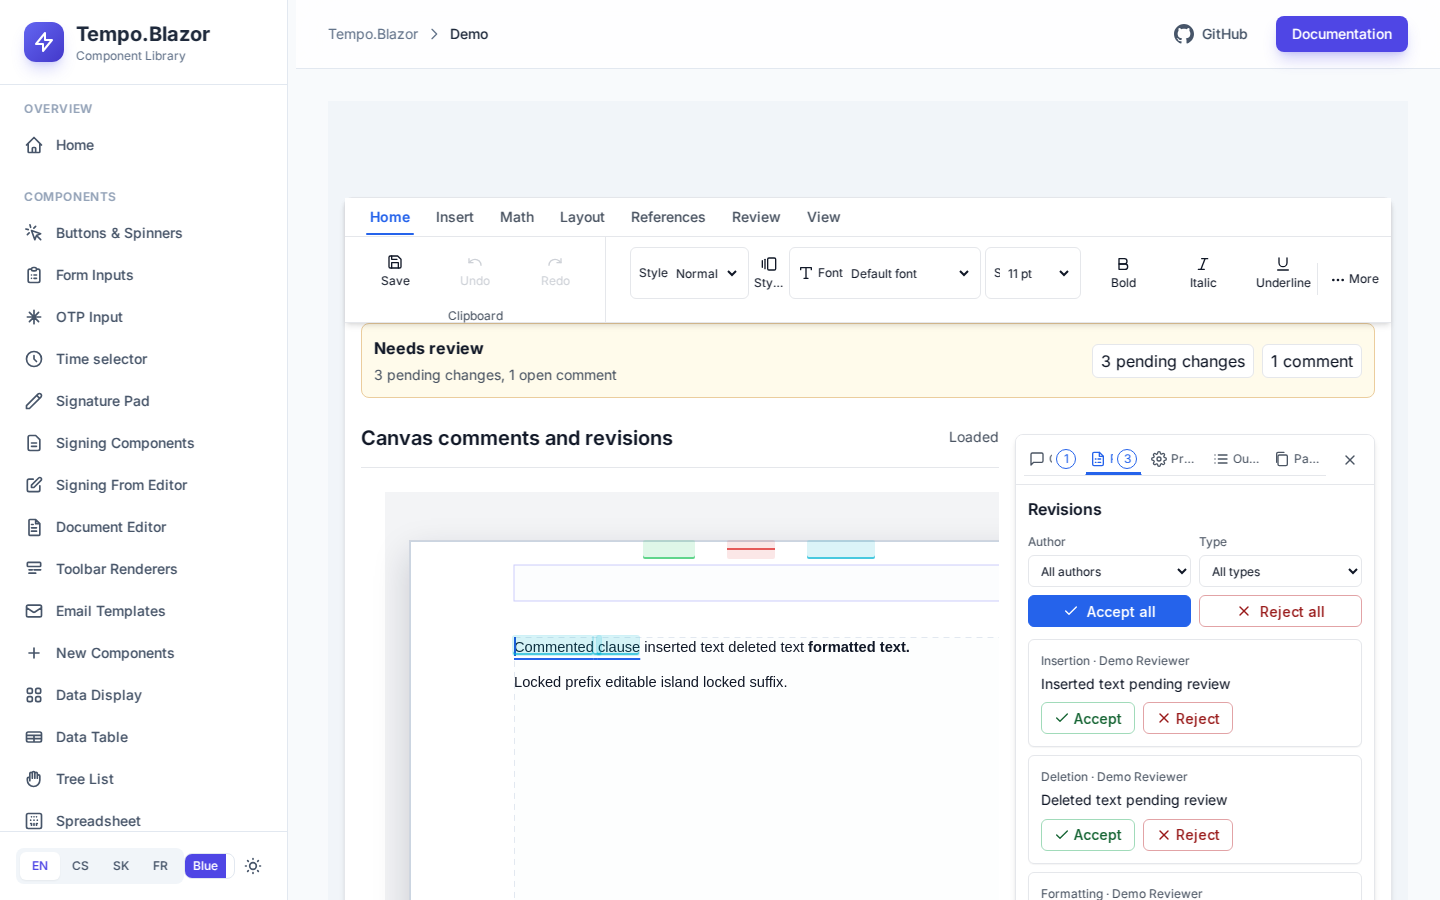 Tempo.Blazor
Component Library
OVERVIEW
Home
COMPONENTS
Buttons & Spinners
Form Inputs
OTP Input
Time selector
Signature Pad
Signing Components
Signing From Editor
Document Editor
Toolbar Renderers
Email Templates
New Components
Data Display
Data Table
Tree List
Spreadsheet
EN CS SK FR Blue
Tempo.Blazor > Demo
GitHub
Documentation
Home Insert Math Layout References Review View
Save Undo Redo
Clipboard
Style Normal
Sty...
Font Default font
S 11 pt
Bold Italic Underline
... More
Needs review
3 pending changes, 1 open comment
3 pending changes 1 comment
Canvas comments and revisions
Loaded
Commented clause inserted text deleted text formatted text.
Locked prefix editable island locked suffix.
1 3 Pr... Ou... Pa...
Revisions
Author Type
All authors All types
Accept all Reject all
Insertion · Demo Reviewer
Inserted text pending review
Accept Reject
Deletion · Demo Reviewer
Deleted text pending review
Accept Reject
Formatting · Demo Reviewer